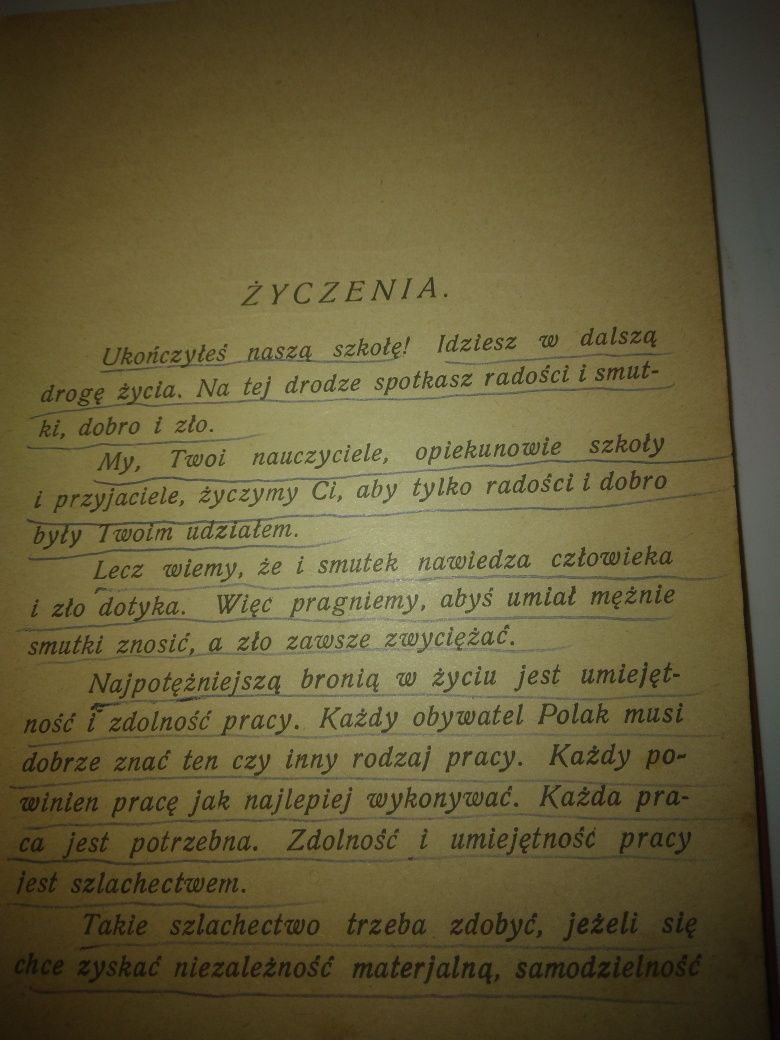 ŻYCZENIA.
Ukończyłeś naszą szkołę! Idziesz w dalszą
drogę życia. Na tej drodze spotkasz radości i smut-
ki, dobro i zło.
My, Twoi nauczyciele, opiekunowie szkoły
i przyjaciele, życzymy Ci, aby tylko radości i dobro
były Twoim udziałem.
Lecz wiemy, że i smutek nawiedza człowieka
i zło dotyka. Więc pragniemy, abyś umiał mężnie
smutki znosić, a zło zawsze zwyciężać.
Najpotężniejszą bronią w życiu jest umiejęt-
ność i zdolność pracy. Każdy obywatel Polak musi
dobrze znać ten czy inny rodzaj pracy. Każdy po-
winien pracę jak najlepiej wykonywać. Każda pra-
ca jest potrzebna. Zdolność i umiejętność pracy
jest szlachectwem.
Takie szlachectwo trzeba zdobyć, jeżeli się
chce zyskać niezależność materjalną, samodzielność